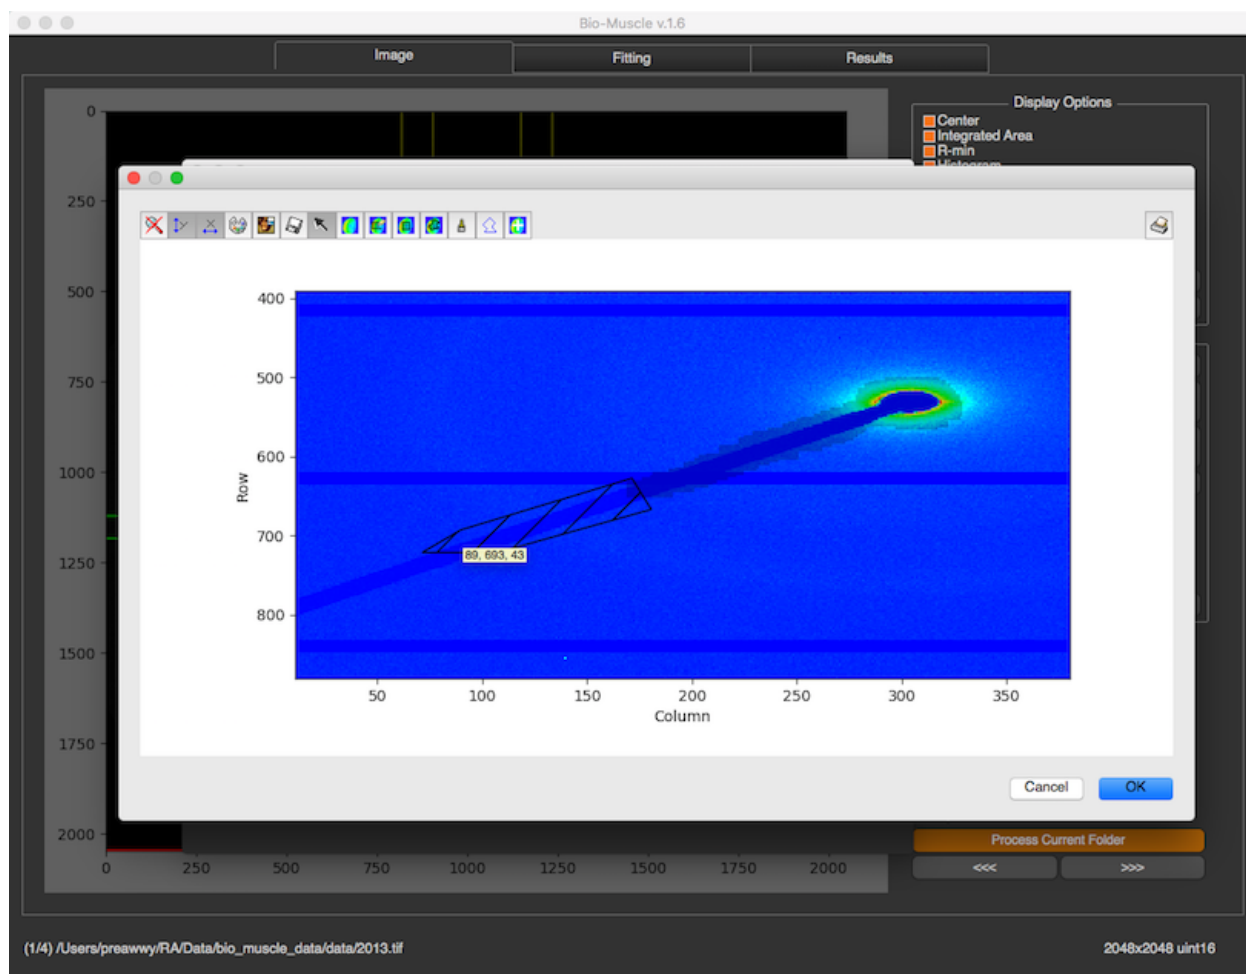 Bio-Muscle v.1.6
Image Fitting Results
Display Options
Center
Integrated Area
R-min
Histogram
0
250
500
750
1000
1250
1500
1750
2000
0 250 500 750 1000 1250 1500 1750 2000
400
500
600
700
800
Row
89, 693, 43
50 100 150 200 250 300 350
Column
Cancel OK
Process Current Folder
<<< >>>
(1/4) /Users/preawwy/RA/Data/bio_muscle_data/data/2013.tif 2048x2048 uint16